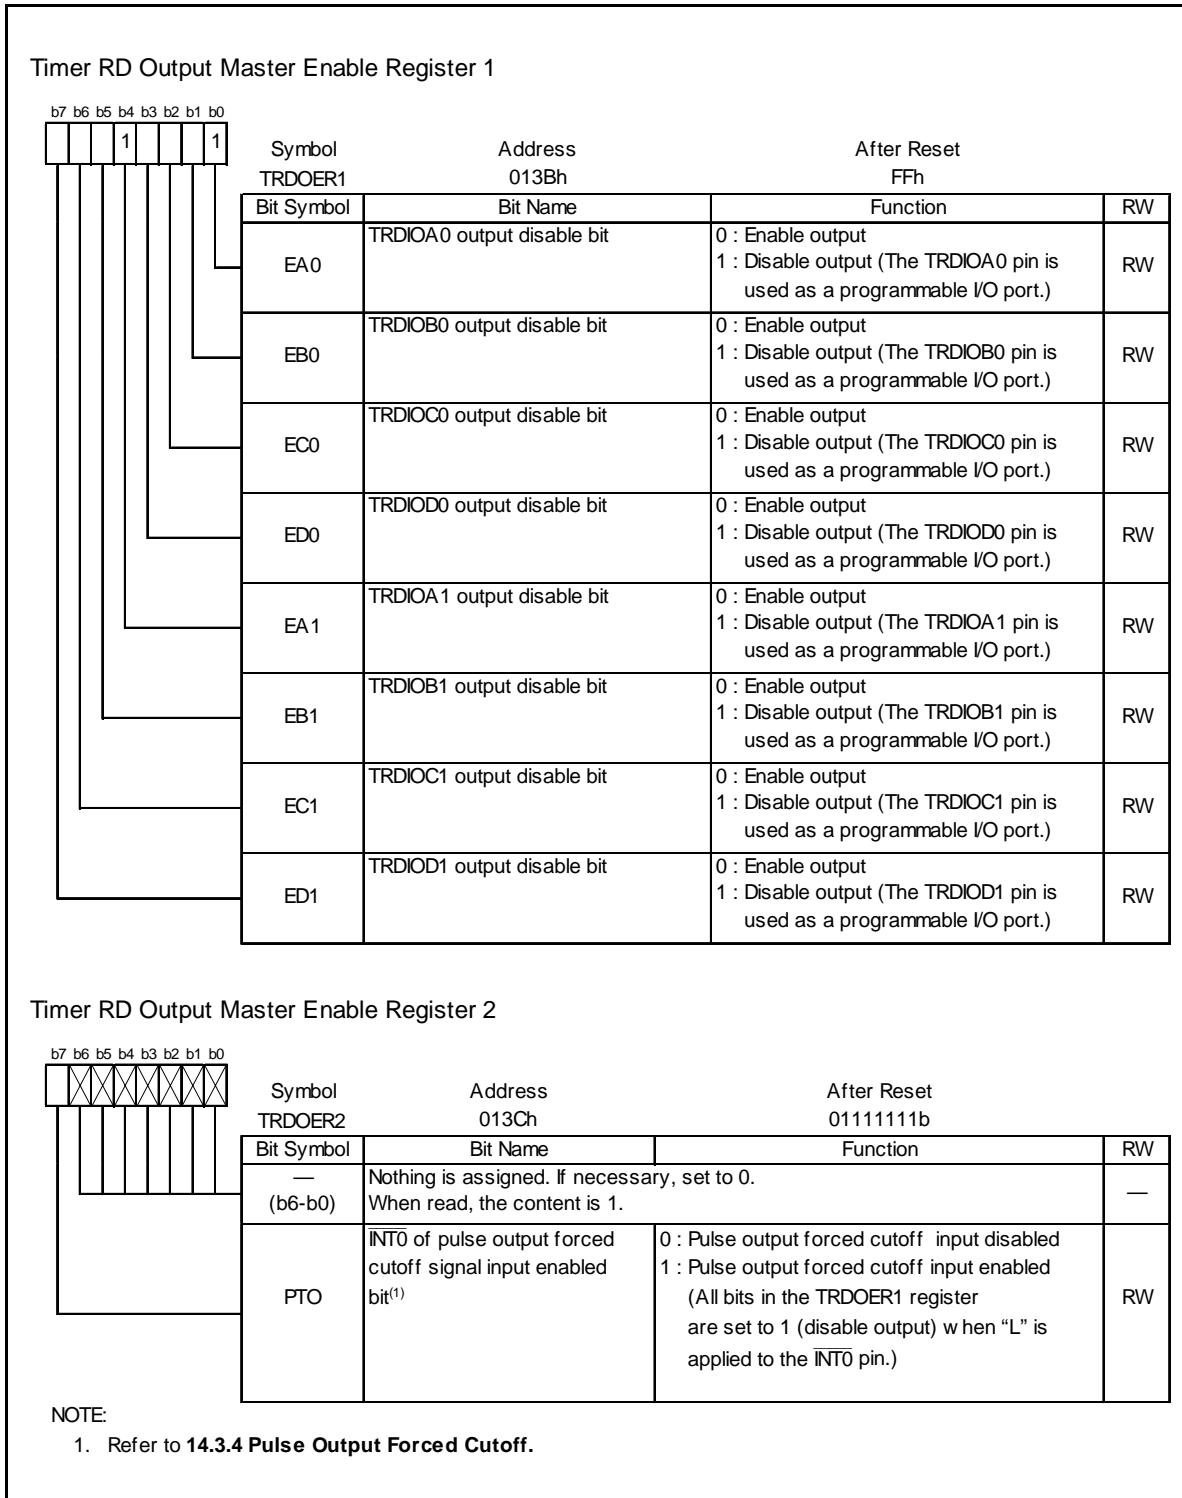 Timer RD Output Master Enable Register 1
b7 b6 b5 b4 b3 b2 b1 b0
1 1
Symbol Address After Reset
TRDOER1 013Bh FFh
Bit Symbol Bit Name Function RW
EA0 TRDIOA0 output disable bit 0 : Enable output
1 : Disable output (The TRDIOA0 pin is
used as a programmable I/O port.) RW
EB0 TRDIOB0 output disable bit 0 : Enable output
1 : Disable output (The TRDIOB0 pin is
used as a programmable I/O port.) RW
EC0 TRDIOC0 output disable bit 0 : Enable output
1 : Disable output (The TRDIOC0 pin is
used as a programmable I/O port.) RW
ED0 TRDIOD0 output disable bit 0 : Enable output
1 : Disable output (The TRDIOD0 pin is
used as a programmable I/O port.) RW
EA1 TRDIOA1 output disable bit 0 : Enable output
1 : Disable output (The TRDIOA1 pin is
used as a programmable I/O port.) RW
EB1 TRDIOB1 output disable bit 0 : Enable output
1 : Disable output (The TRDIOB1 pin is
used as a programmable I/O port.) RW
EC1 TRDIOC1 output disable bit 0 : Enable output
1 : Disable output (The TRDIOC1 pin is
used as a programmable I/O port.) RW
ED1 TRDIOD1 output disable bit 0 : Enable output
1 : Disable output (The TRDIOD1 pin is
used as a programmable I/O port.) RW
Timer RD Output Master Enable Register 2
b7 b6 b5 b4 b3 b2 b1 b0
Symbol Address After Reset
TRDOER2 013Ch 01111111b
Bit Symbol Bit Name Function RW
—
(b6-b0)
Nothing is assigned. If necessary, set to 0.
When read, the content is 1.
—
PTO
I̅N̅T̅0̅ of pulse output forced
cutoff signal input enabled
bit(1)
0 : Pulse output forced cutoff input disabled
1 : Pulse output forced cutoff input enabled
(All bits in the TRDOER1 register
are set to 1 (disable output) when “L” is
applied to the I̅N̅T̅0̅ pin.)
RW
NOTE:
1. Refer to 14.3.4 Pulse Output Forced Cutoff.